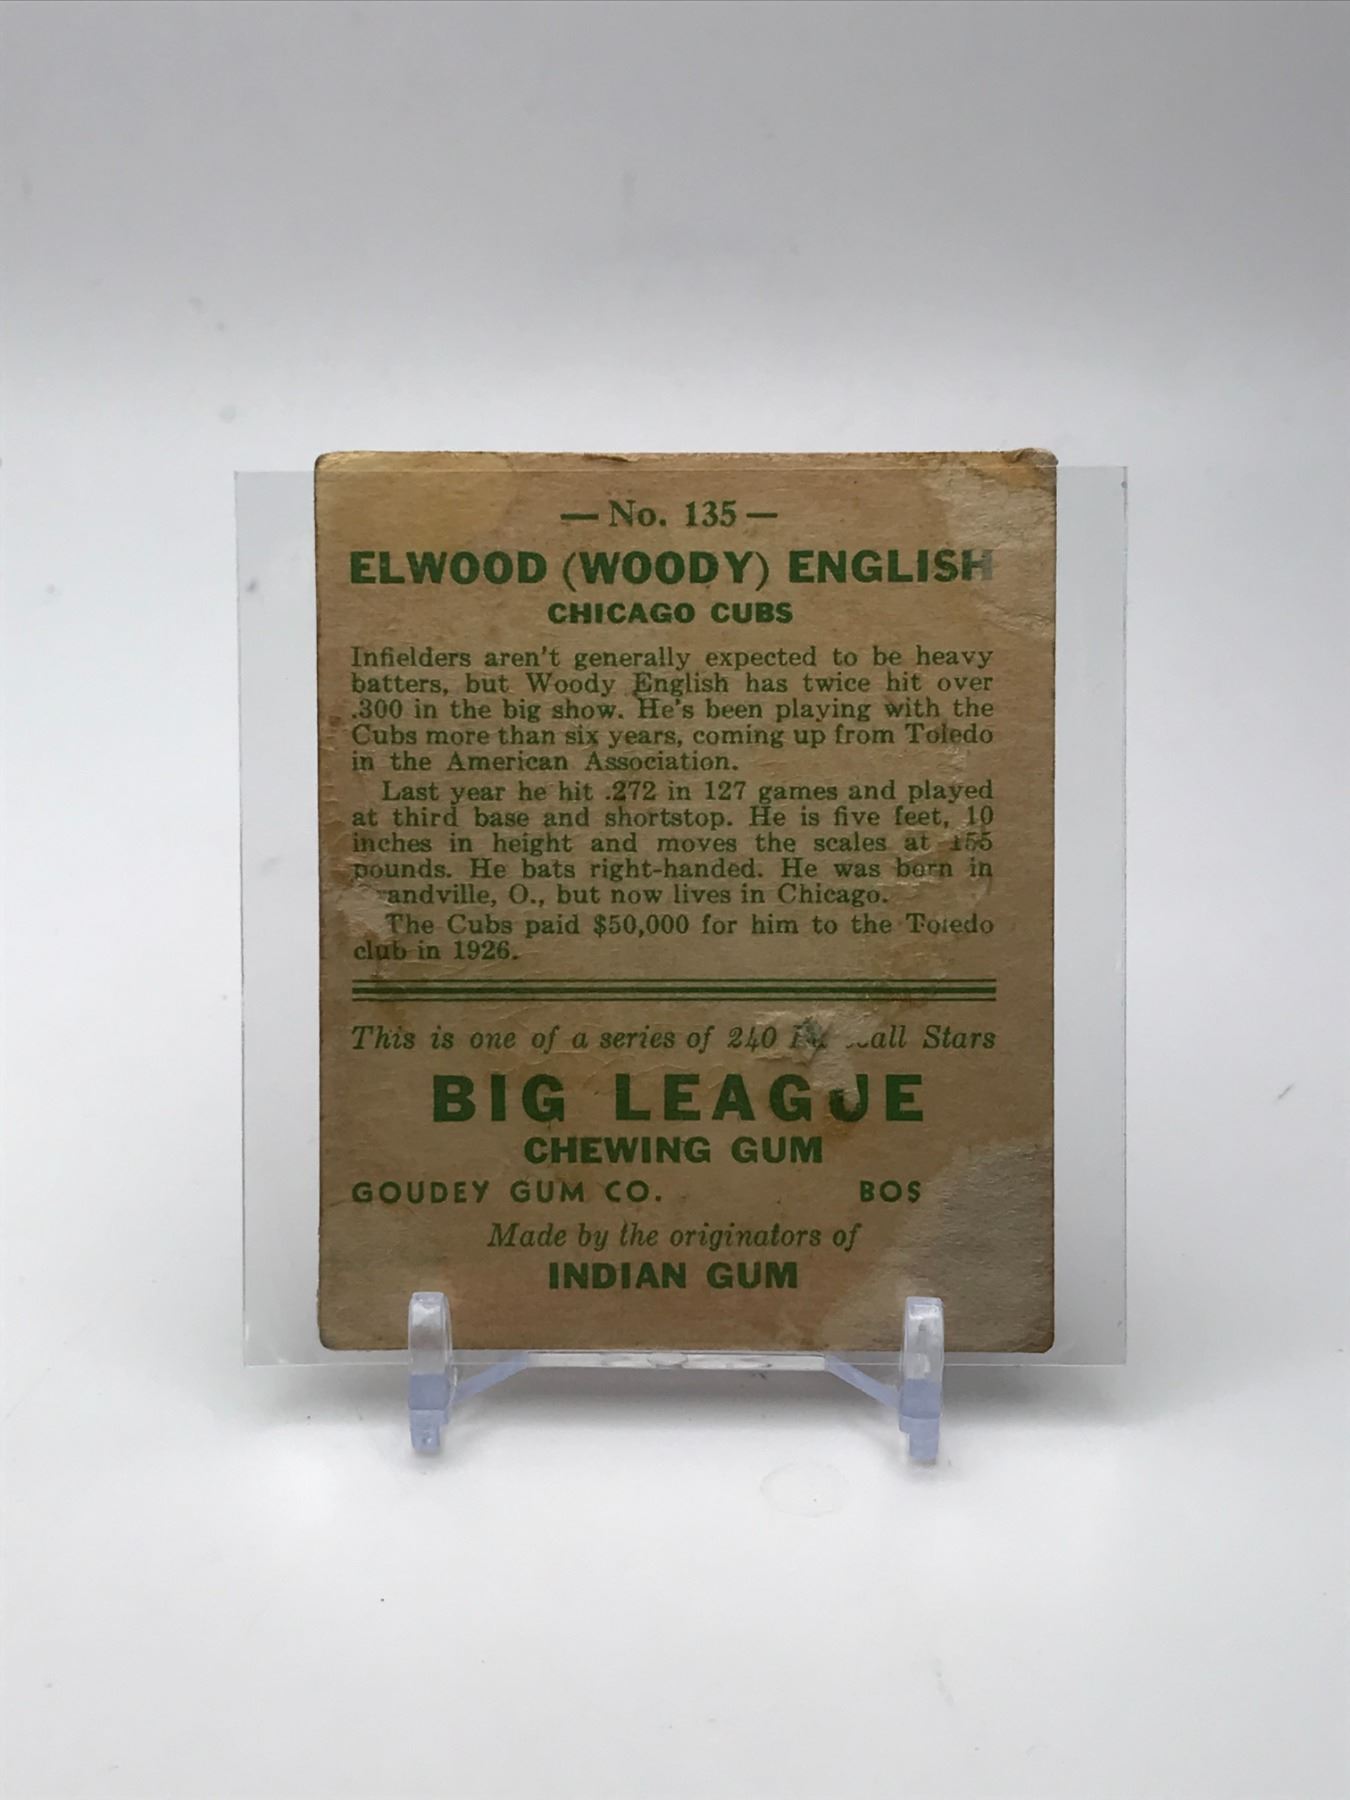 — No. 135 —
ELWOOD (WOODY) ENGLISH
CHICAGO CUBS
Infielders aren't generally expected to be heavy
batters, but Woody English has twice hit over
.300 in the big show. He's been playing with the
Cubs more than six years, coming up from Toledo
in the American Association.
Last year he hit .272 in 127 games and played
at third base and shortstop. He is five feet, 10
inches in height and moves the scales at 155
pounds. He bats right-handed. He was born in
andville, O., but now lives in Chicago.
The Cubs paid $50,000 for him to the Toledo
club in 1926.
This is one of a series of 240 all Stars
BIG LEAGUE
CHEWING GUM
GOUDEY GUM CO. BOS
Made by the originators of
INDIAN GUM